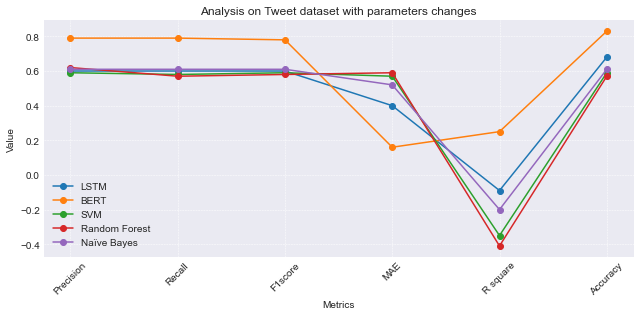 Analysis on Tweet dataset with parameters changes
0.8
0.6
0.4
0.2
0.0
−0.2
−0.4
Value
LSTM
BERT
SVM
Random Forest
Naïve Bayes
Precision
Recall
F1score
MAE
R square
Accuracy
Metrics